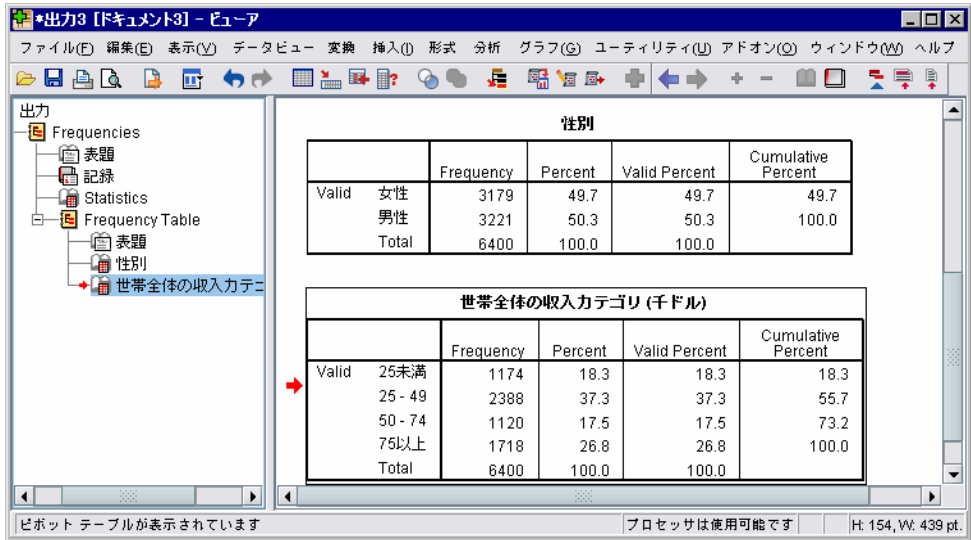 *出力3 [ドキュメント3] - ビューア
ファイル(F) 編集(E) 表示(V) データビュー 変換 挿入(I) 形式 分析 グラフ(G) ユーティリティ(U) アドオン(O) ウィンドウ(W) ヘルプ
出力
Frequencies
表題
記録
Statistics
Frequency Table
表題
性別
世帯全体の収入カテゴ
性別
Frequency Percent Valid Percent Cumulative Percent
Valid 女性 3179 49.7 49.7 49.7
男性 3221 50.3 50.3 100.0
Total 6400 100.0 100.0
世帯全体の収入カテゴリ (千ドル)
Frequency Percent Valid Percent Cumulative Percent
Valid 25未満 1174 18.3 18.3 18.3
25 - 49 2388 37.3 37.3 55.7
50 - 74 1120 17.5 17.5 73.2
75以上 1718 26.8 26.8 100.0
Total 6400 100.0 100.0
ピボット テーブルが表示されています プロセッサは使用可能です H: 154, W: 439 pt.